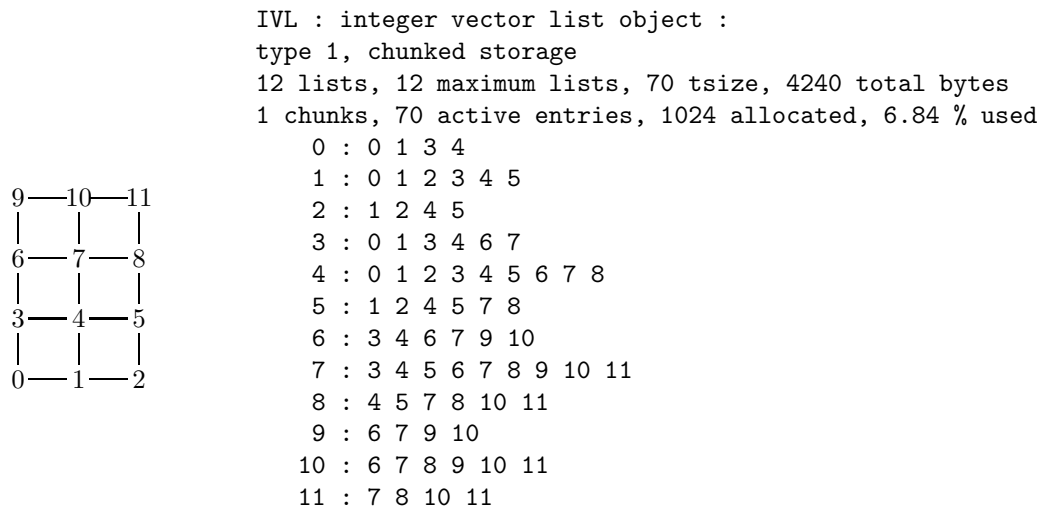 IVL : integer vector list object :
type 1, chunked storage
12 lists, 12 maximum lists, 70 tsize, 4240 total bytes
1 chunks, 70 active entries, 1024 allocated, 6.84 % used
0 : 0 1 3 4
1 : 0 1 2 3 4 5
2 : 1 2 4 5
3 : 0 1 3 4 6 7
4 : 0 1 2 3 4 5 6 7 8
5 : 1 2 4 5 7 8
6 : 3 4 6 7 9 10
7 : 3 4 5 6 7 8 9 10 11
8 : 4 5 7 8 10 11
9 : 6 7 9 10
10 : 6 7 8 9 10 11
11 : 7 8 10 11
9 10 11
6 7 8
3 4 5
0 1 2